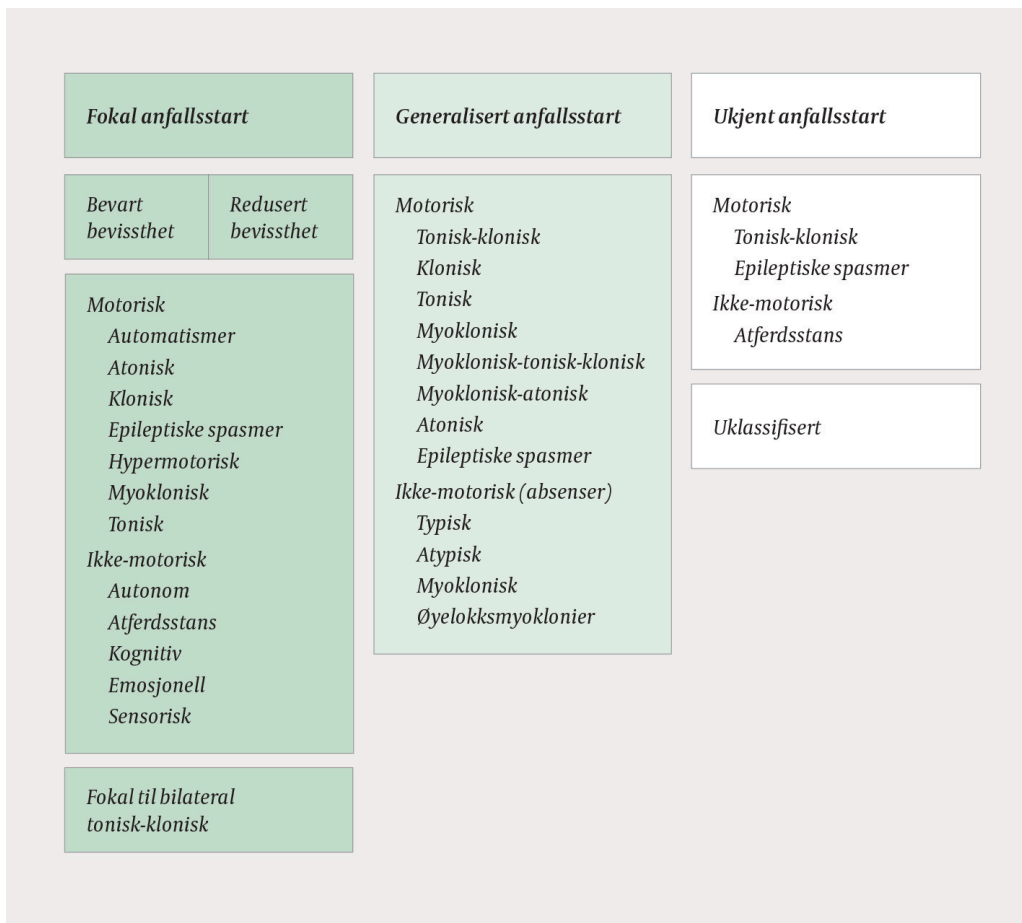 Fokal anfallsstart
Bevart
bevissthet
Redusert
bevissthet
Motorisk
Automatismer
Atonisk
Klonisk
Epileptiske spasmer
Hypermotorisk
Myoklonisk
Tonisk
Ikke-motorisk
Autonom
Atferdsstans
Kognitiv
Emosjonell
Sensorisk
Fokal til bilateral
tonisk-klonisk
Generalisert anfallsstart
Motorisk
Tonisk-klonisk
Klonisk
Tonisk
Myoklonisk
Myoklonisk-tonisk-klonisk
Myoklonisk-atonisk
Atonisk
Epileptiske spasmer
Ikke-motorisk (absenser)
Typisk
Atypisk
Myoklonisk
Øyelokksmyoklonier
Ukjent anfallsstart
Motorisk
Tonisk-klonisk
Epileptiske spasmer
Ikke-motorisk
Atferdsstans
Uklassifisert